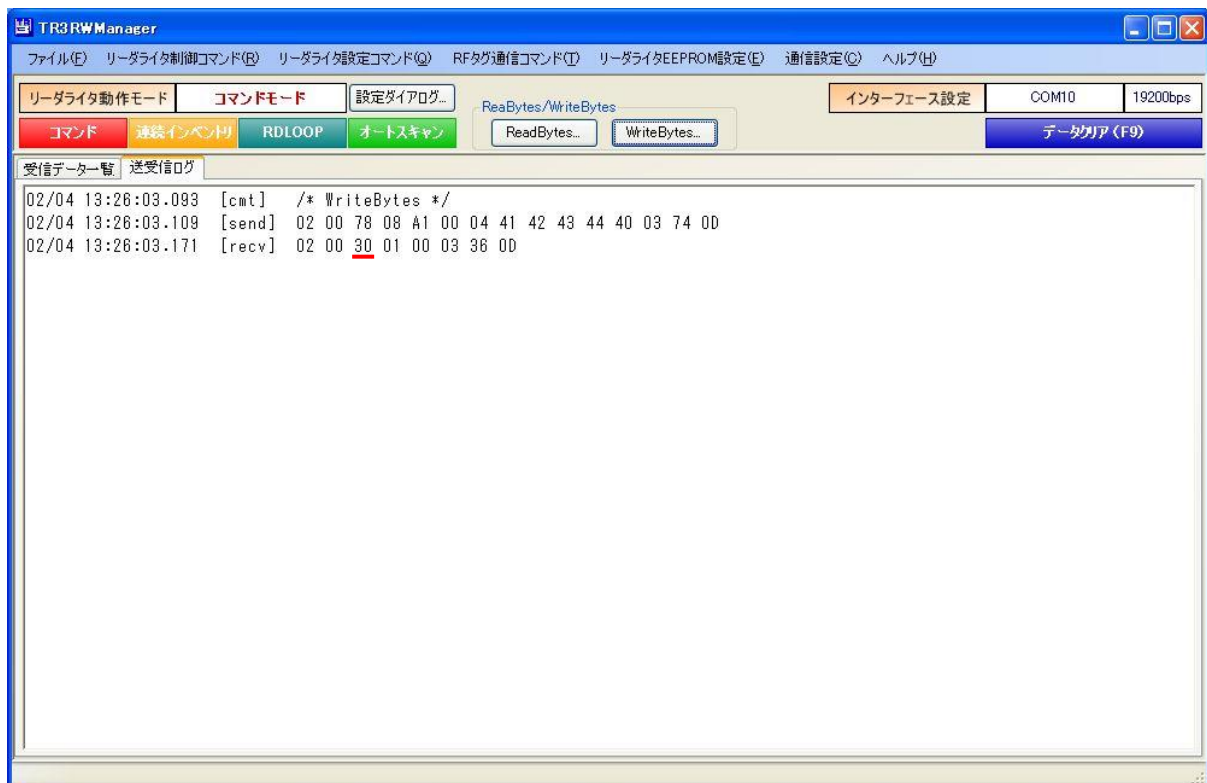 TR3RWManager
ファイル(F) リーダライタ制御コマンド(R) リーダライタ設定コマンド(Q) RFタグ通信コマンド(T) リーダライタEEPROM設定(E) 通信設定(C) ヘルプ(H)
リーダライタ動作モード コマンドモード 設定ダイアログ... ReaBytes/WriteBytes インターフェース設定 COM10 19200bps
コマンド 連続インベントリ RDLOOP オートスキャン ReadBytes... WriteBytes... データクリア(F9)
受信データ一覧 送受信ログ
02/04 13:26:03.093 [cmt] /* WriteBytes */
02/04 13:26:03.109 [send] 02 00 78 08 A1 00 04 41 42 43 44 40 03 74 0D
02/04 13:26:03.171 [recv] 02 00 30 01 00 03 36 0D